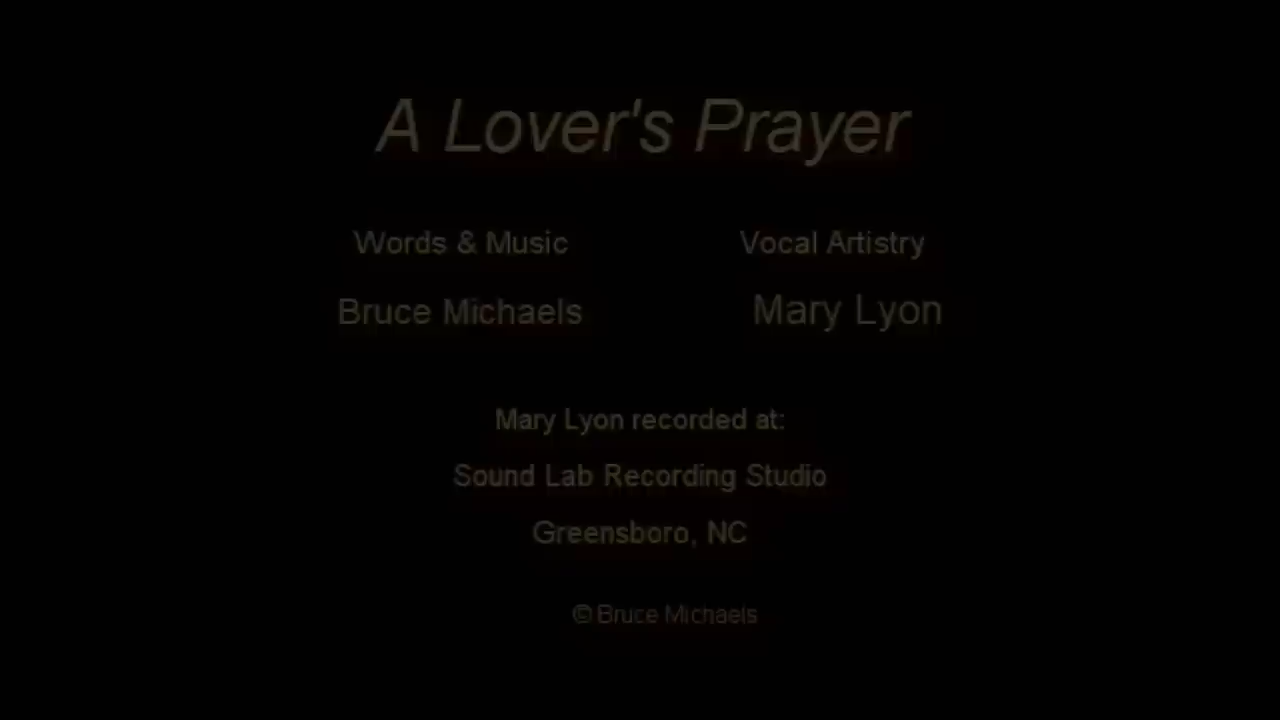 A Lover's Prayer
Words & Music
Vocal Artistry
Bruce Michaels
Mary Lyon
Mary Lyon recorded at:
Sound Lab Recording Studio
Greensboro, NC
© Bruce Michaels